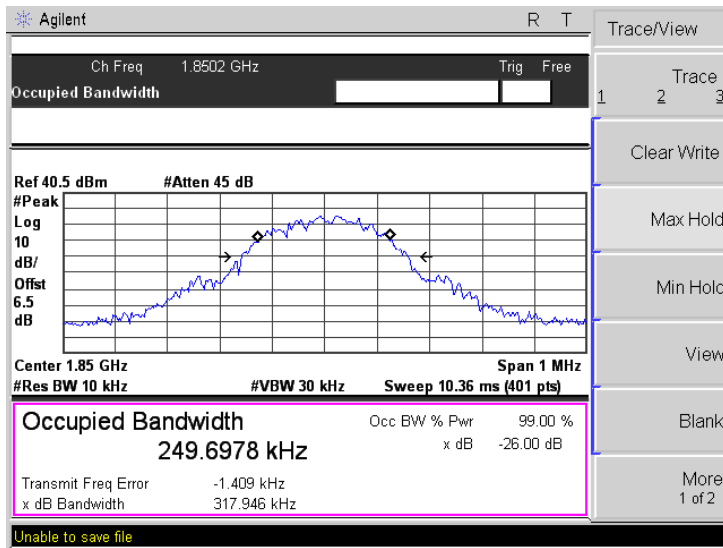 Agilent R T
Ch Freq 1.8502 GHz Trig Free
Occupied Bandwidth
Ref 40.5 dBm #Atten 45 dB
#Peak
Log
10
dB/
Offst
6.5
dB
Center 1.85 GHz Span 1 MHz
#Res BW 10 kHz #VBW 30 kHz Sweep 10.36 ms (401 pts)
Occupied Bandwidth Occ BW % Pwr 99.00 %
249.6978 kHz x dB -26.00 dB
Transmit Freq Error -1.409 kHz
x dB Bandwidth 317.946 kHz
Unable to save file
Trace/View
Trace
1 2 3
Clear Write
Max Hold
Min Hold
View
Blank
More
1 of 2